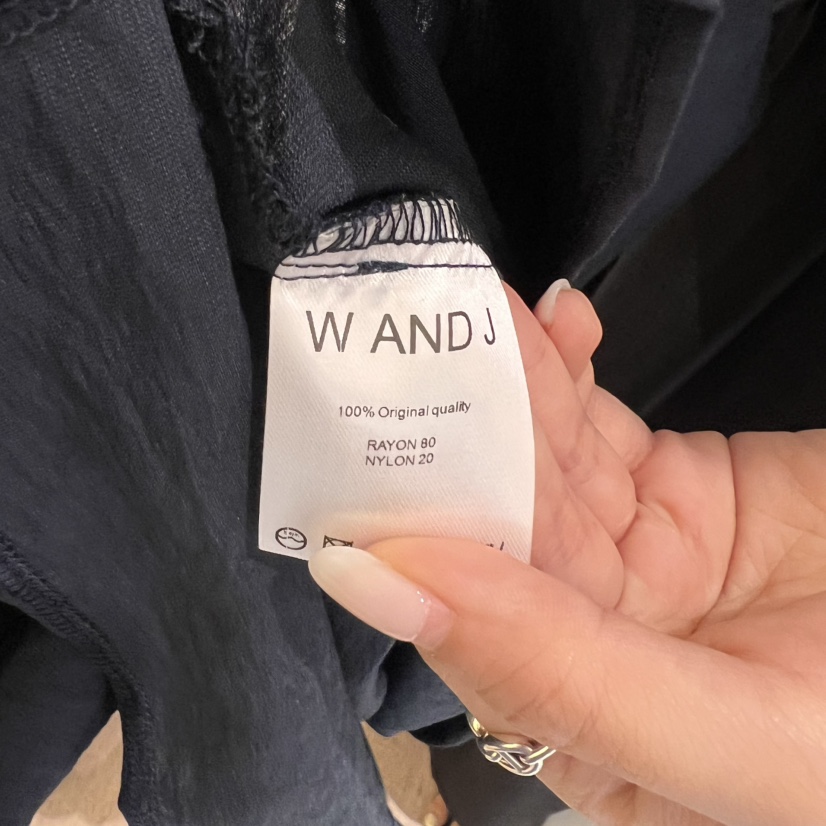 W AND J
100% Original quality
RAYON 80
NYLON 20